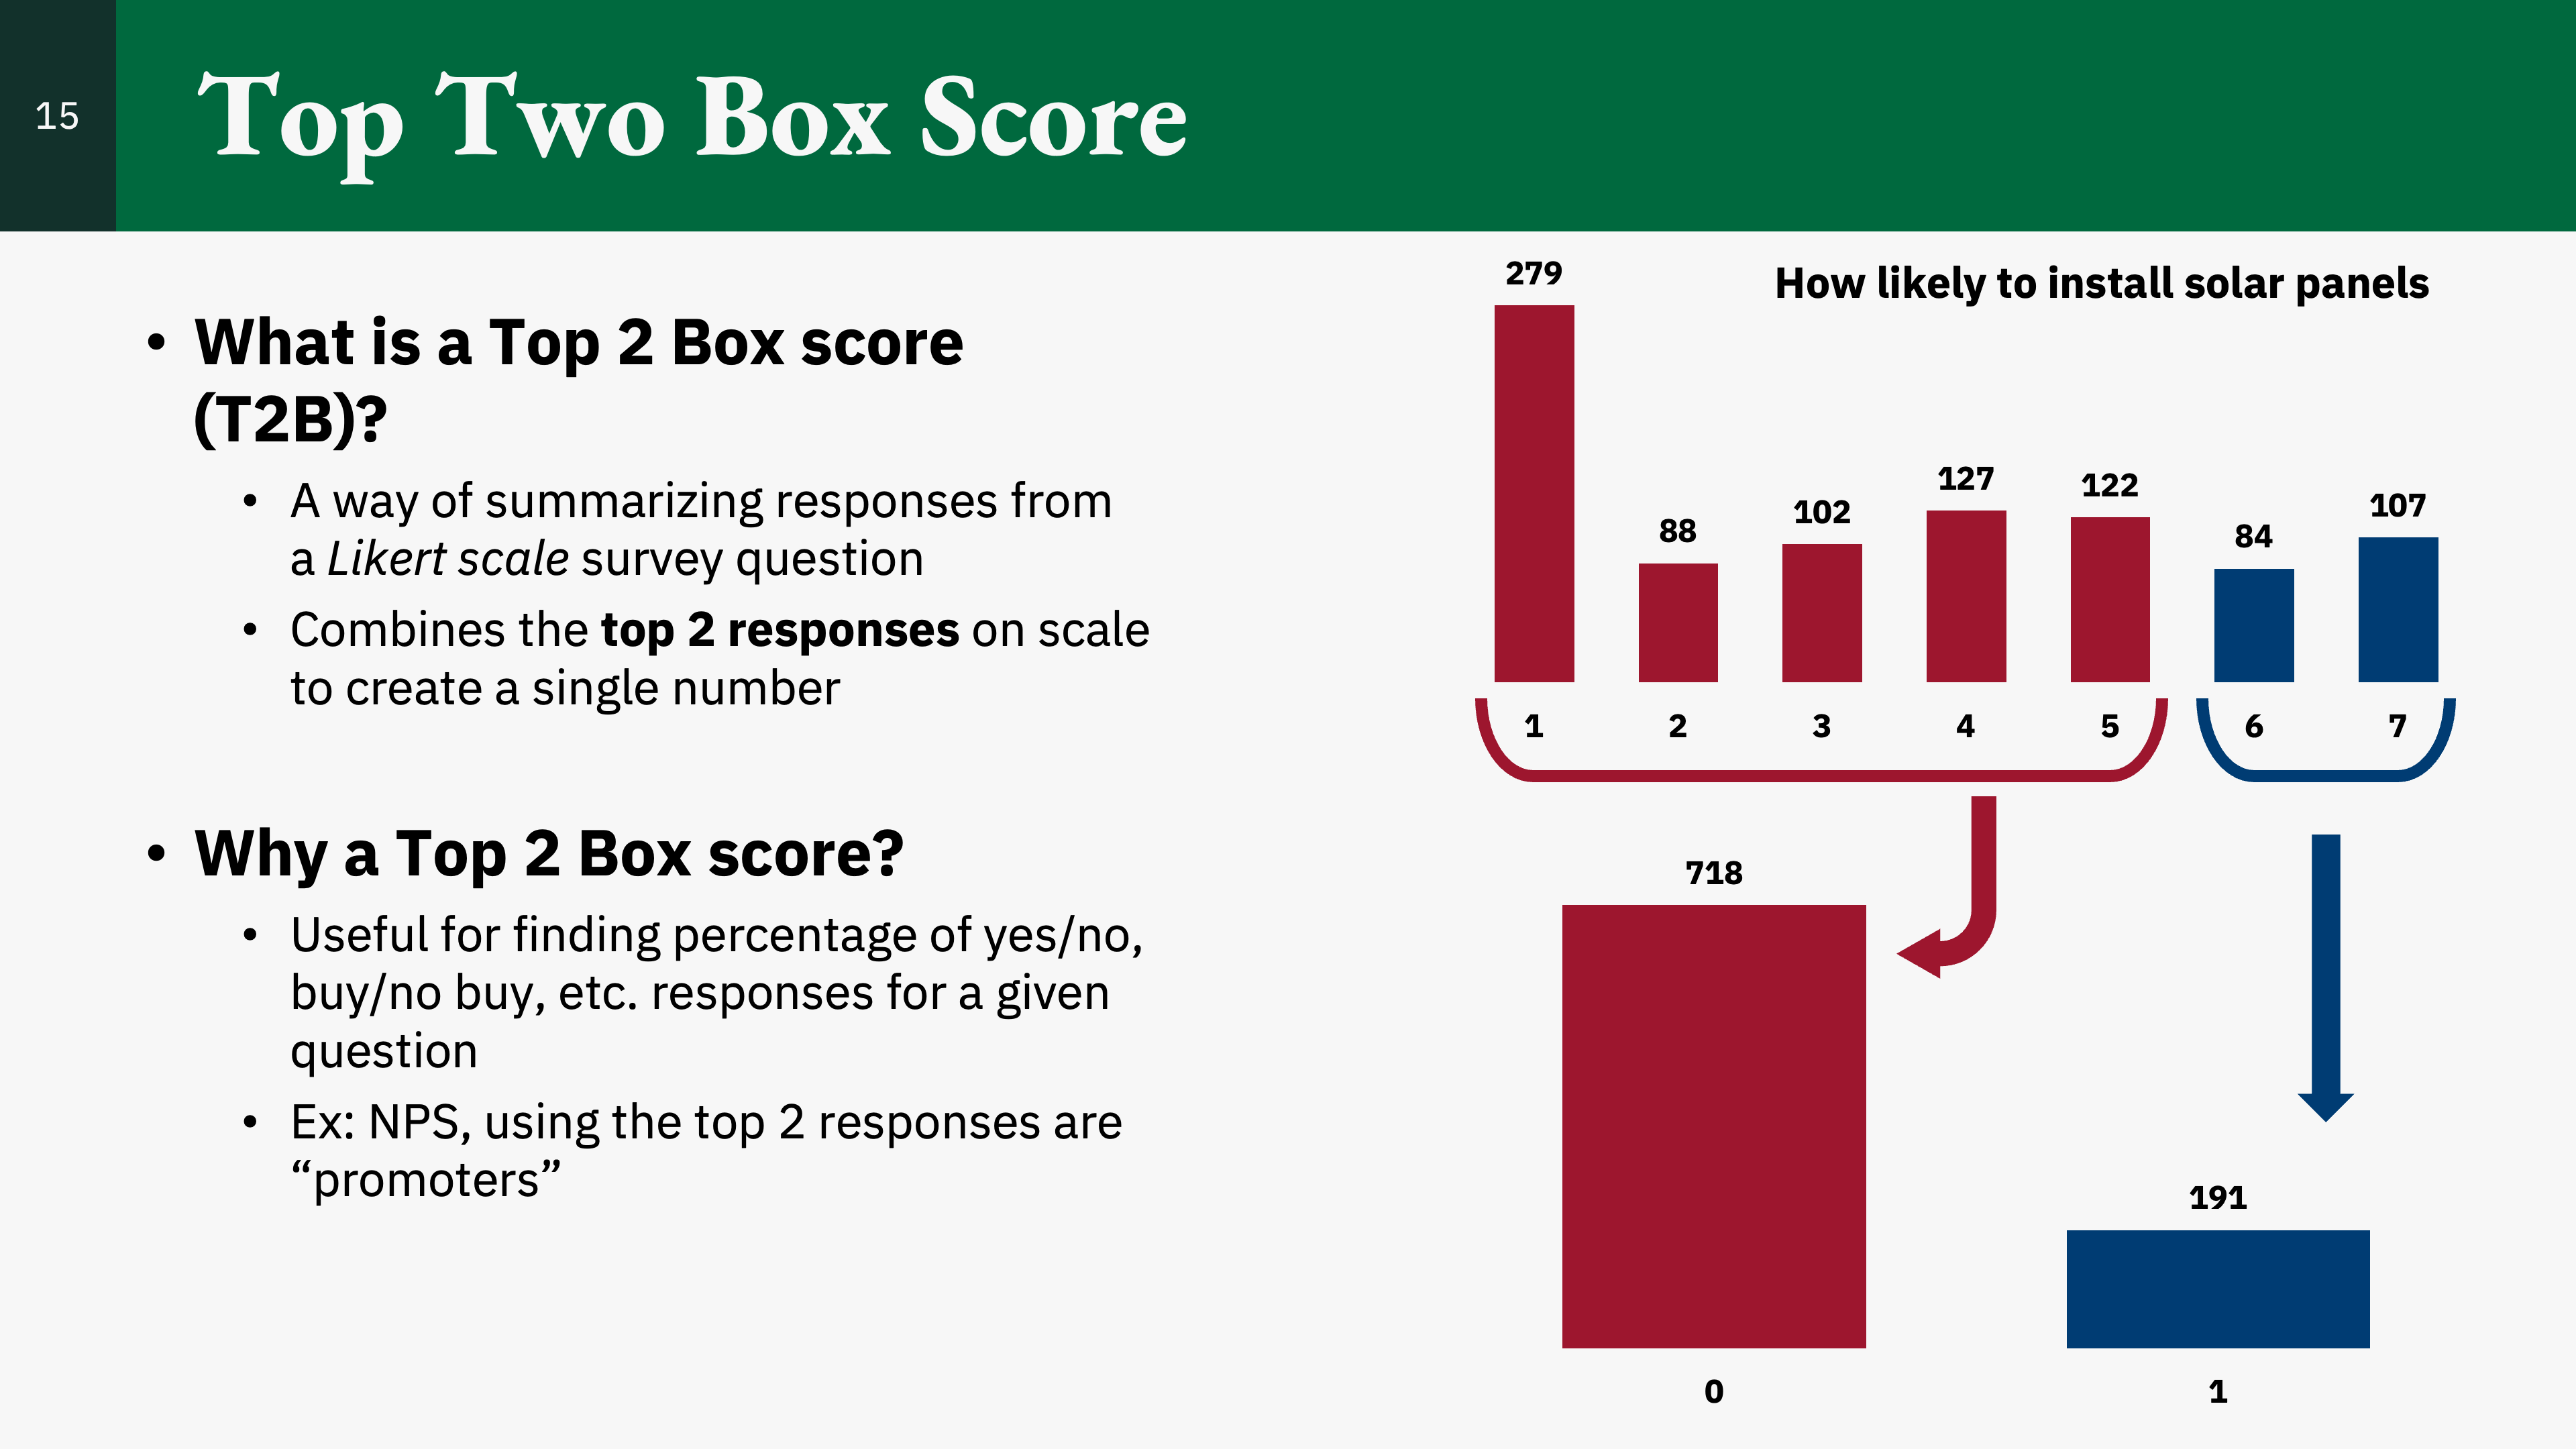 15
Top Two Box Score
• What is a Top 2 Box score
(T2B)?
• A way of summarizing responses from
a Likert scale survey question
• Combines the top 2 responses on scale
to create a single number
• Why a Top 2 Box score?
• Useful for finding percentage of yes/no,
buy/no buy, etc. responses for a given
question
• Ex: NPS, using the top 2 responses are
“promoters”
How likely to install solar panels
279 88 102 127 122 84 107
1 2 3 4 5 6 7
718 191
0 1